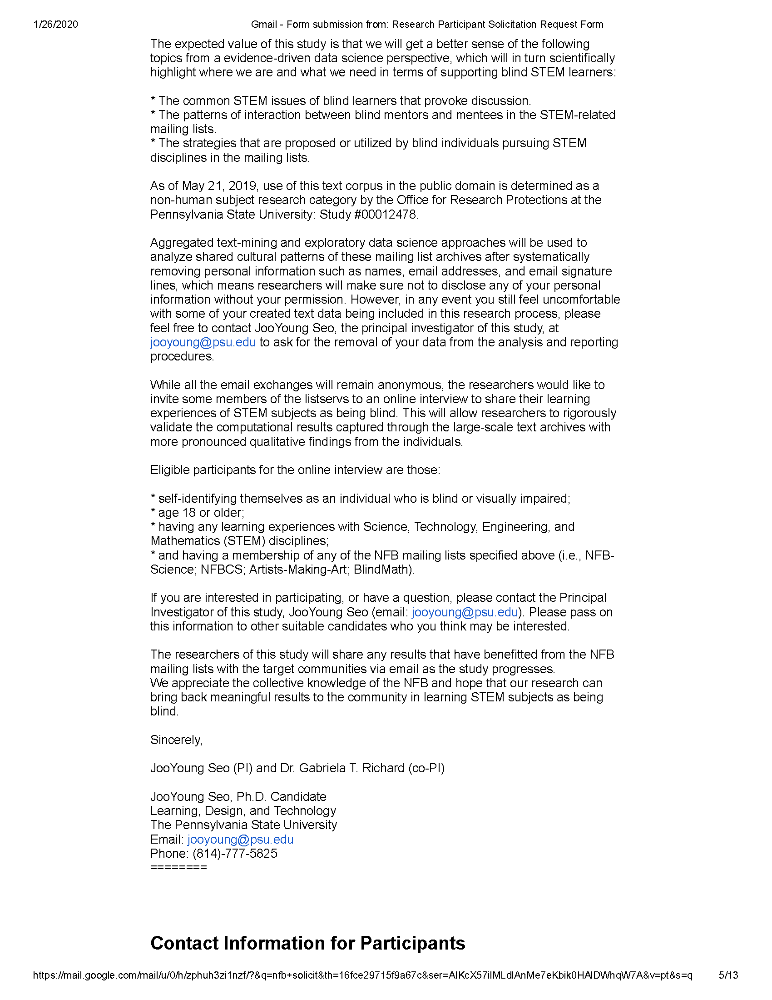 1/26/2020 Gmail - Form submission from: Research Participant Solicitation Request Form
The expected value of this study is that we will get a better sense of the following
topics from a evidence-driven data science perspective, which will in turn scientifically
highlight where we are and what we need in terms of supporting blind STEM learners:
* The common STEM issues of blind learners that provoke discussion.
* The patterns of interaction between blind mentors and mentees in the STEM-related
mailing lists.
* The strategies that are proposed or utilized by blind individuals pursuing STEM
disciplines in the mailing lists.
As of May 21, 2019, use of this text corpus in the public domain is determined as a
non-human subject research category by the Office for Research Protections at the
Pennsylvania State University: Study #00012478.
Aggregated text-mining and exploratory data science approaches will be used to
analyze shared cultural patterns of these mailing list archives after systematically
removing personal information such as names, email addresses, and email signature
lines, which means researchers will make sure not to disclose any of your personal
information without your permission. However, in any event you still feel uncomfortable
with some of your created text data being included in this research process, please
feel free to contact JooYoung Seo, the principal investigator of this study, at
jooyoung@psu.edu to ask for the removal of your data from the analysis and reporting
procedures.
While all the email exchanges will remain anonymous, the researchers would like to
invite some members of the listservs to an online interview to share their learning
experiences of STEM subjects as being blind. This will allow researchers to rigorously
validate the computational results captured through the large-scale text archives with
more pronounced qualitative findings from the individuals.
Eligible participants for the online interview are those:
* self-identifying themselves as an individual who is blind or visually impaired;
* age 18 or older;
* having any learning experiences with Science, Technology, Engineering, and
Mathematics (STEM) disciplines;
* and having a membership of any of the NFB mailing lists specified above (i.e., NFB-
Science; NFBCS; Artists-Making-Art; BlindMath).
If you are interested in participating, or have a question, please contact the Principal
Investigator of this study, JooYoung Seo (email: jooyoung@psu.edu). Please pass on
this information to other suitable candidates who you think may be interested.
The researchers of this study will share any results that have benefitted from the NFB
mailing lists with the target communities via email as the study progresses.
We appreciate the collective knowledge of the NFB and hope that our research can
bring back meaningful results to the community in learning STEM subjects as being
blind.
Sincerely,
JooYoung Seo (PI) and Dr. Gabriela T. Richard (co-PI)
JooYoung Seo, Ph.D. Candidate
Learning, Design, and Technology
The Pennsylvania State University
Email: jooyoung@psu.edu
Phone: (814)-777-5825
========
Contact Information for Participants
https://mail.google.com/mail/u/0/h/zphuh3zi1nzf/?&q=nfb+solicit&th=16fce29715f9a67c&ser=AIKcX57iIMLdIAnMe7eKbik0HAIDWhqW7A&v=pt&s=q 5/13